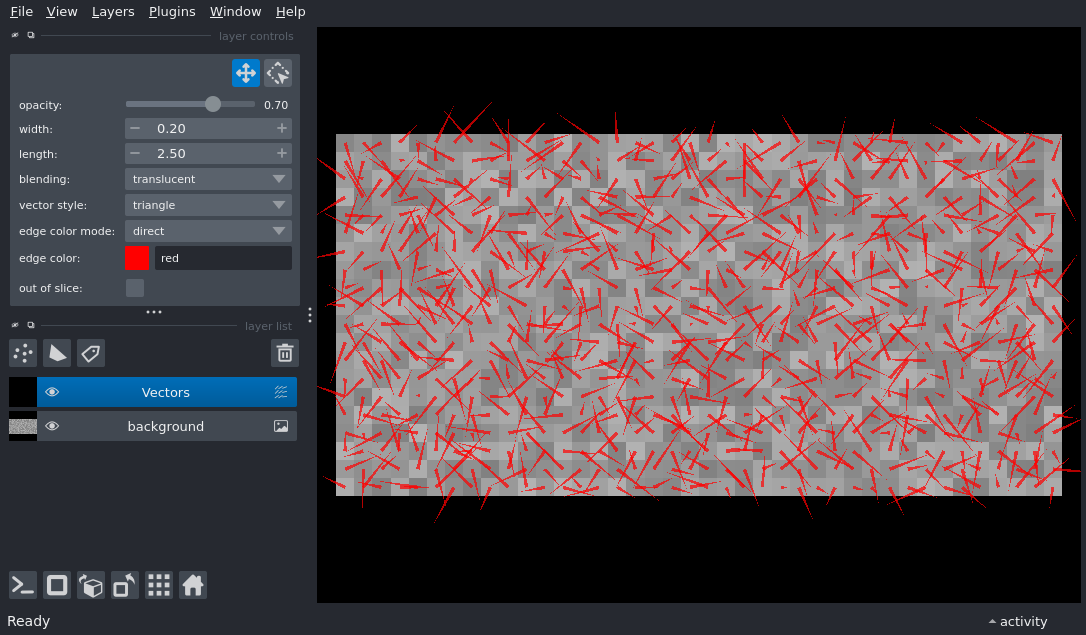 File View Layers Plugins Window Help
layer controls
opacity: 0.70
width: 0.20
length: 2.50
blending: translucent
vector style: triangle
edge color mode: direct
edge color: red
out of slice:
layer list
Vectors
background
Ready
activity